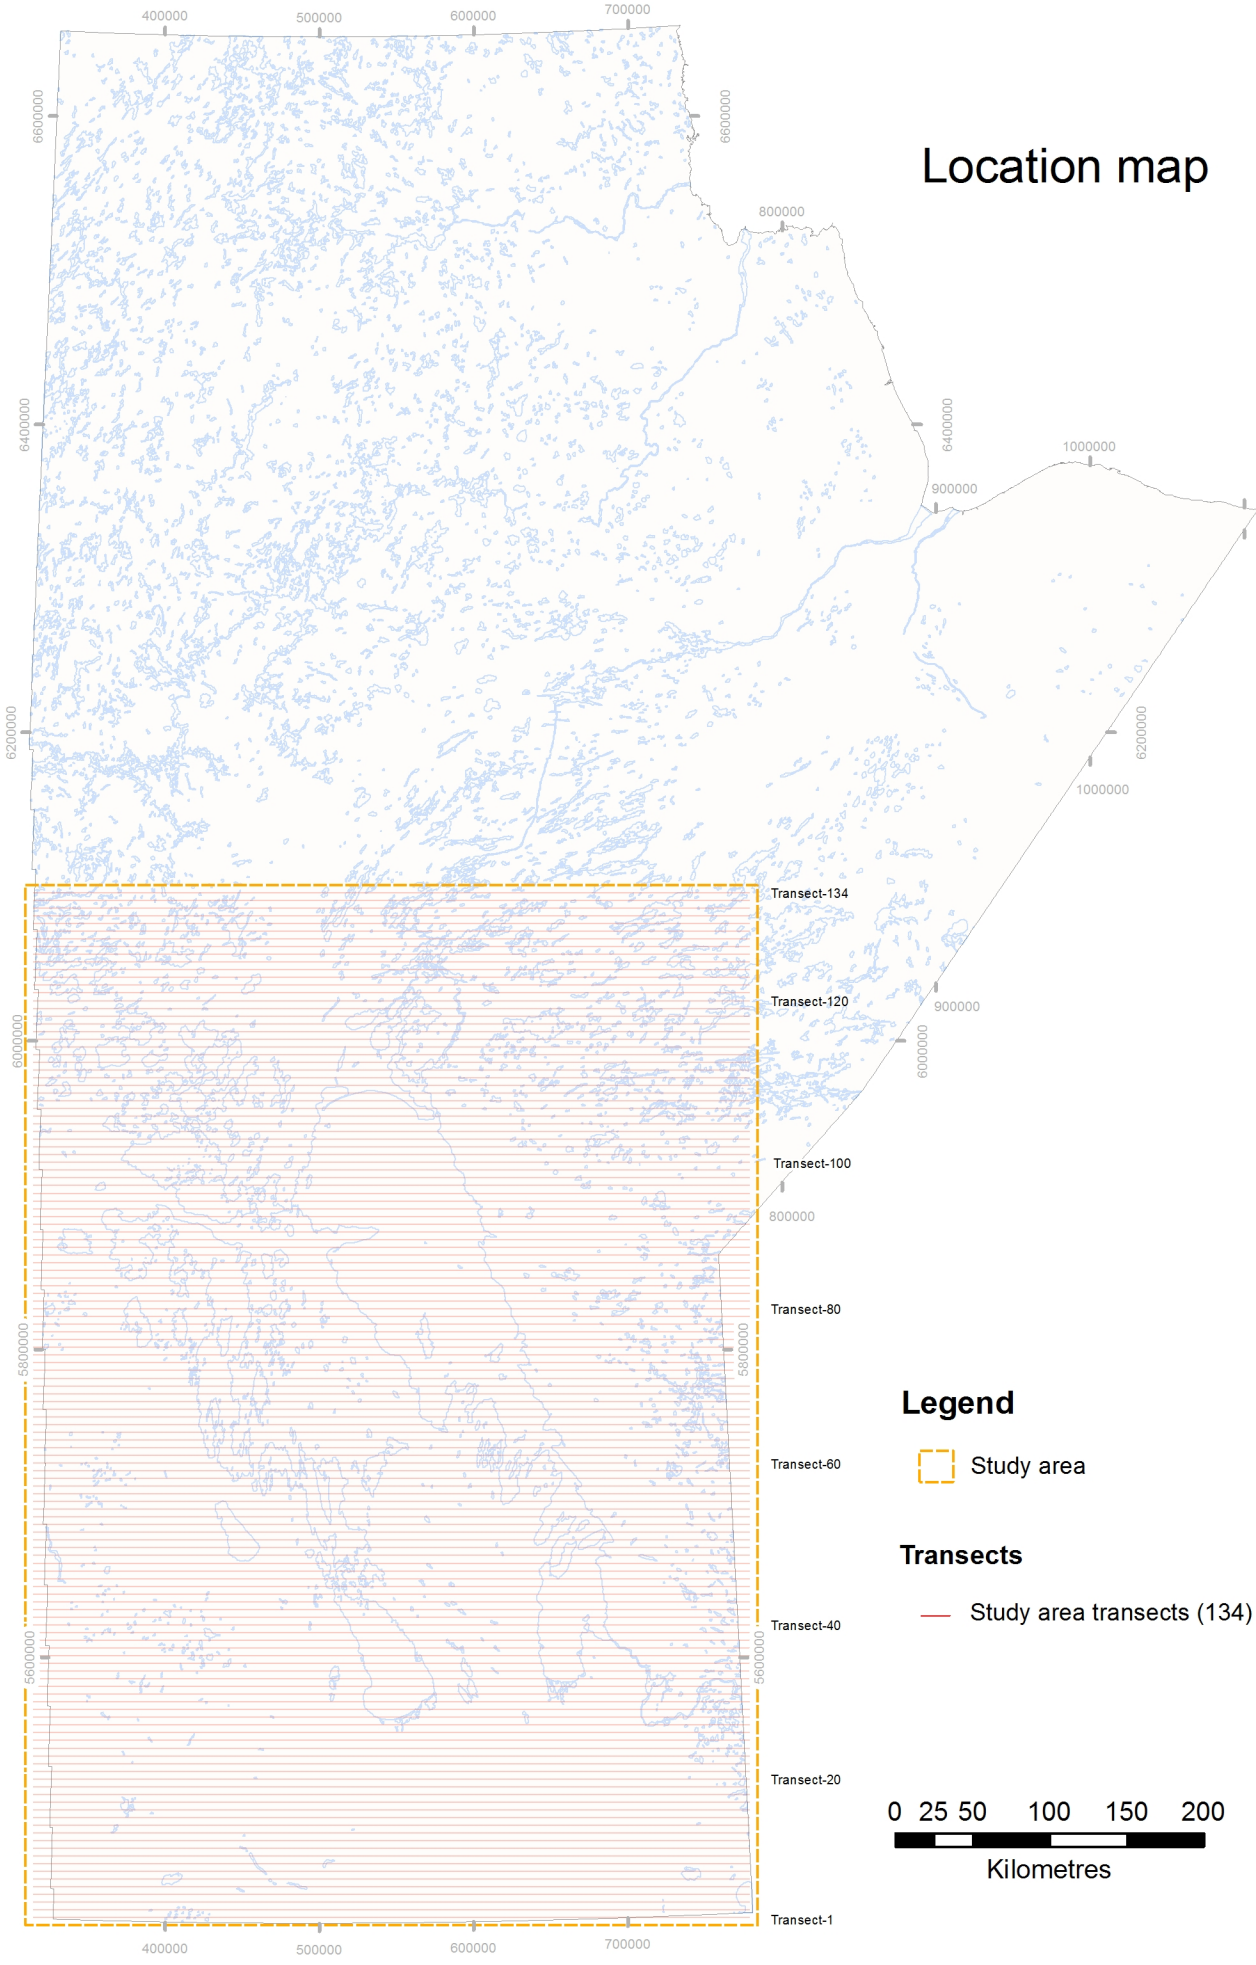 400000
500000
600000
700000
6600000
6600000
Location map
800000
6400000
6400000
1000000
900000
6200000
6200000
1000000
Transect-134
Transect-120
900000
6000000
6000000
Transect-100
800000
Transect-80
5800000
5800000
Legend
Study area
Transect-60
Transects
Study area transects (134)
Transect-40
5600000
5600000
Transect-20
0 25 50 100 150 200
Kilometres
Transect-1
400000
500000
600000
700000